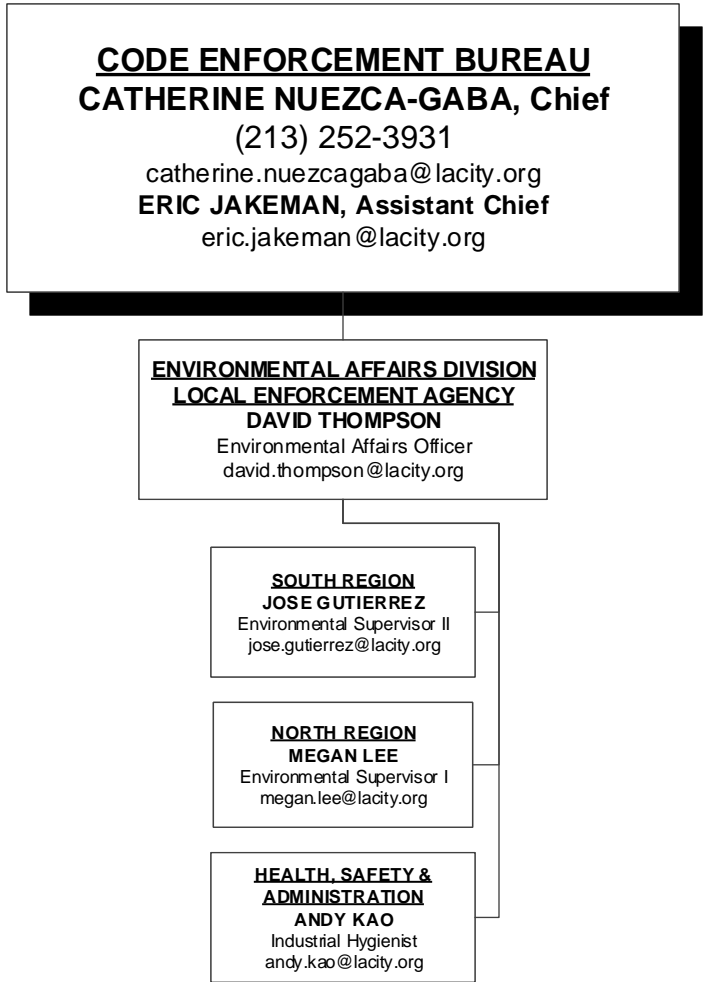 CODE ENFORCEMENT BUREAU
CATHERINE NUEZCA-GABA, Chief
(213) 252-3931
catherine.nuezcagaba@lacity.org
ERIC JAKEMAN, Assistant Chief
eric.jakeman@lacity.org
ENVIRONMENTAL AFFAIRS DIVISION
LOCAL ENFORCEMENT AGENCY
DAVID THOMPSON
Environmental Affairs Officer
david.thompson@lacity.org
SOUTH REGION
JOSE GUTIERREZ
Environmental Supervisor II
jose.gutierrez@lacity.org
NORTH REGION
MEGAN LEE
Environmental Supervisor I
megan.lee@lacity.org
HEALTH, SAFETY &
ADMINISTRATION
ANDY KAO
Industrial Hygienist
andy.kao@lacity.org